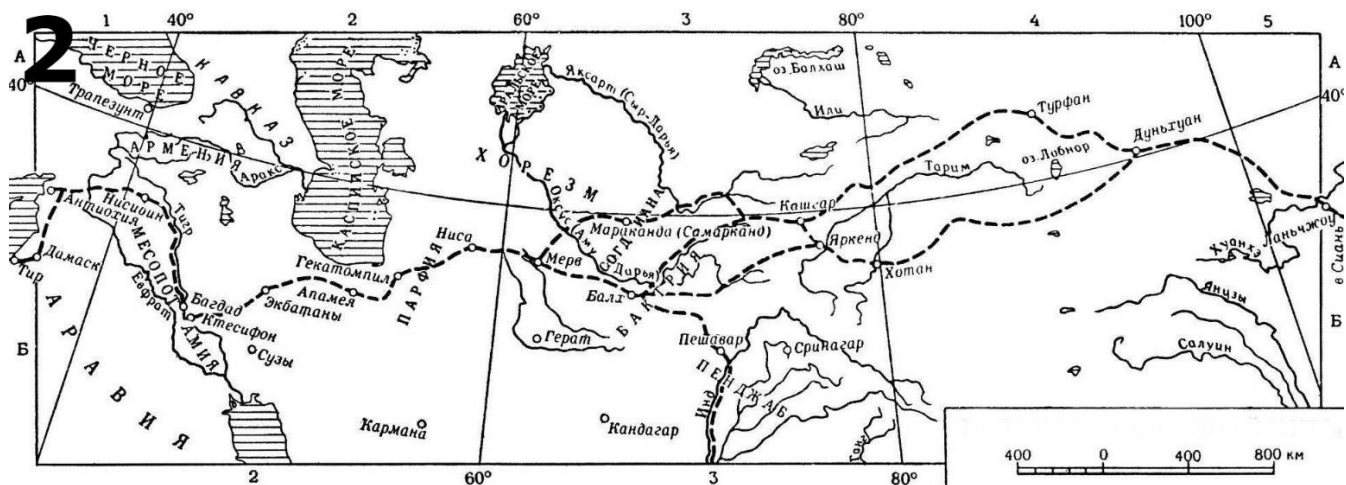 2
1
40°
2
60°
3
80°
4
100°
5
А
40
Б
А
40°
Б
ЧЕРНОЕ
МОРЕ
Трапезунт
КАВКАЗ
АРМЕНИЯ
Аракс
КАСПИЙСКОЕ МОРЕ
ХОРЕЗМ
Яксарт (Сыр-Дарья)
оз. Балхаш
Или
Турфан
Дуньхуан
Тарим
оз. Лобнор
Антиохия
Нисибин
Тигр
МЕСОПОТАМИЯ
Евфрат
Дамаск
Тир
АРАВИЯ
Багдад
Ктесифон
Сузы
Экбатаны
Апамея
Гекатомпил
ПАРФИЯ
Ниса
Мерв
Оксус (Аму
Дарья)
СОГДИАНА
Мараканда (Самарканд)
БАКТРИЯ
Балх
Герат
Кашгар
Яркенд
Хотан
Пешавар
Сринагар
ПЕНДЖАБ
Инд
Ганг
Кармана
Кандагар
Хуанхэ
Ланьчжоу
в Сиань
Янцзы
Салуин
2
60°
3
80°
400 0 400 800 км